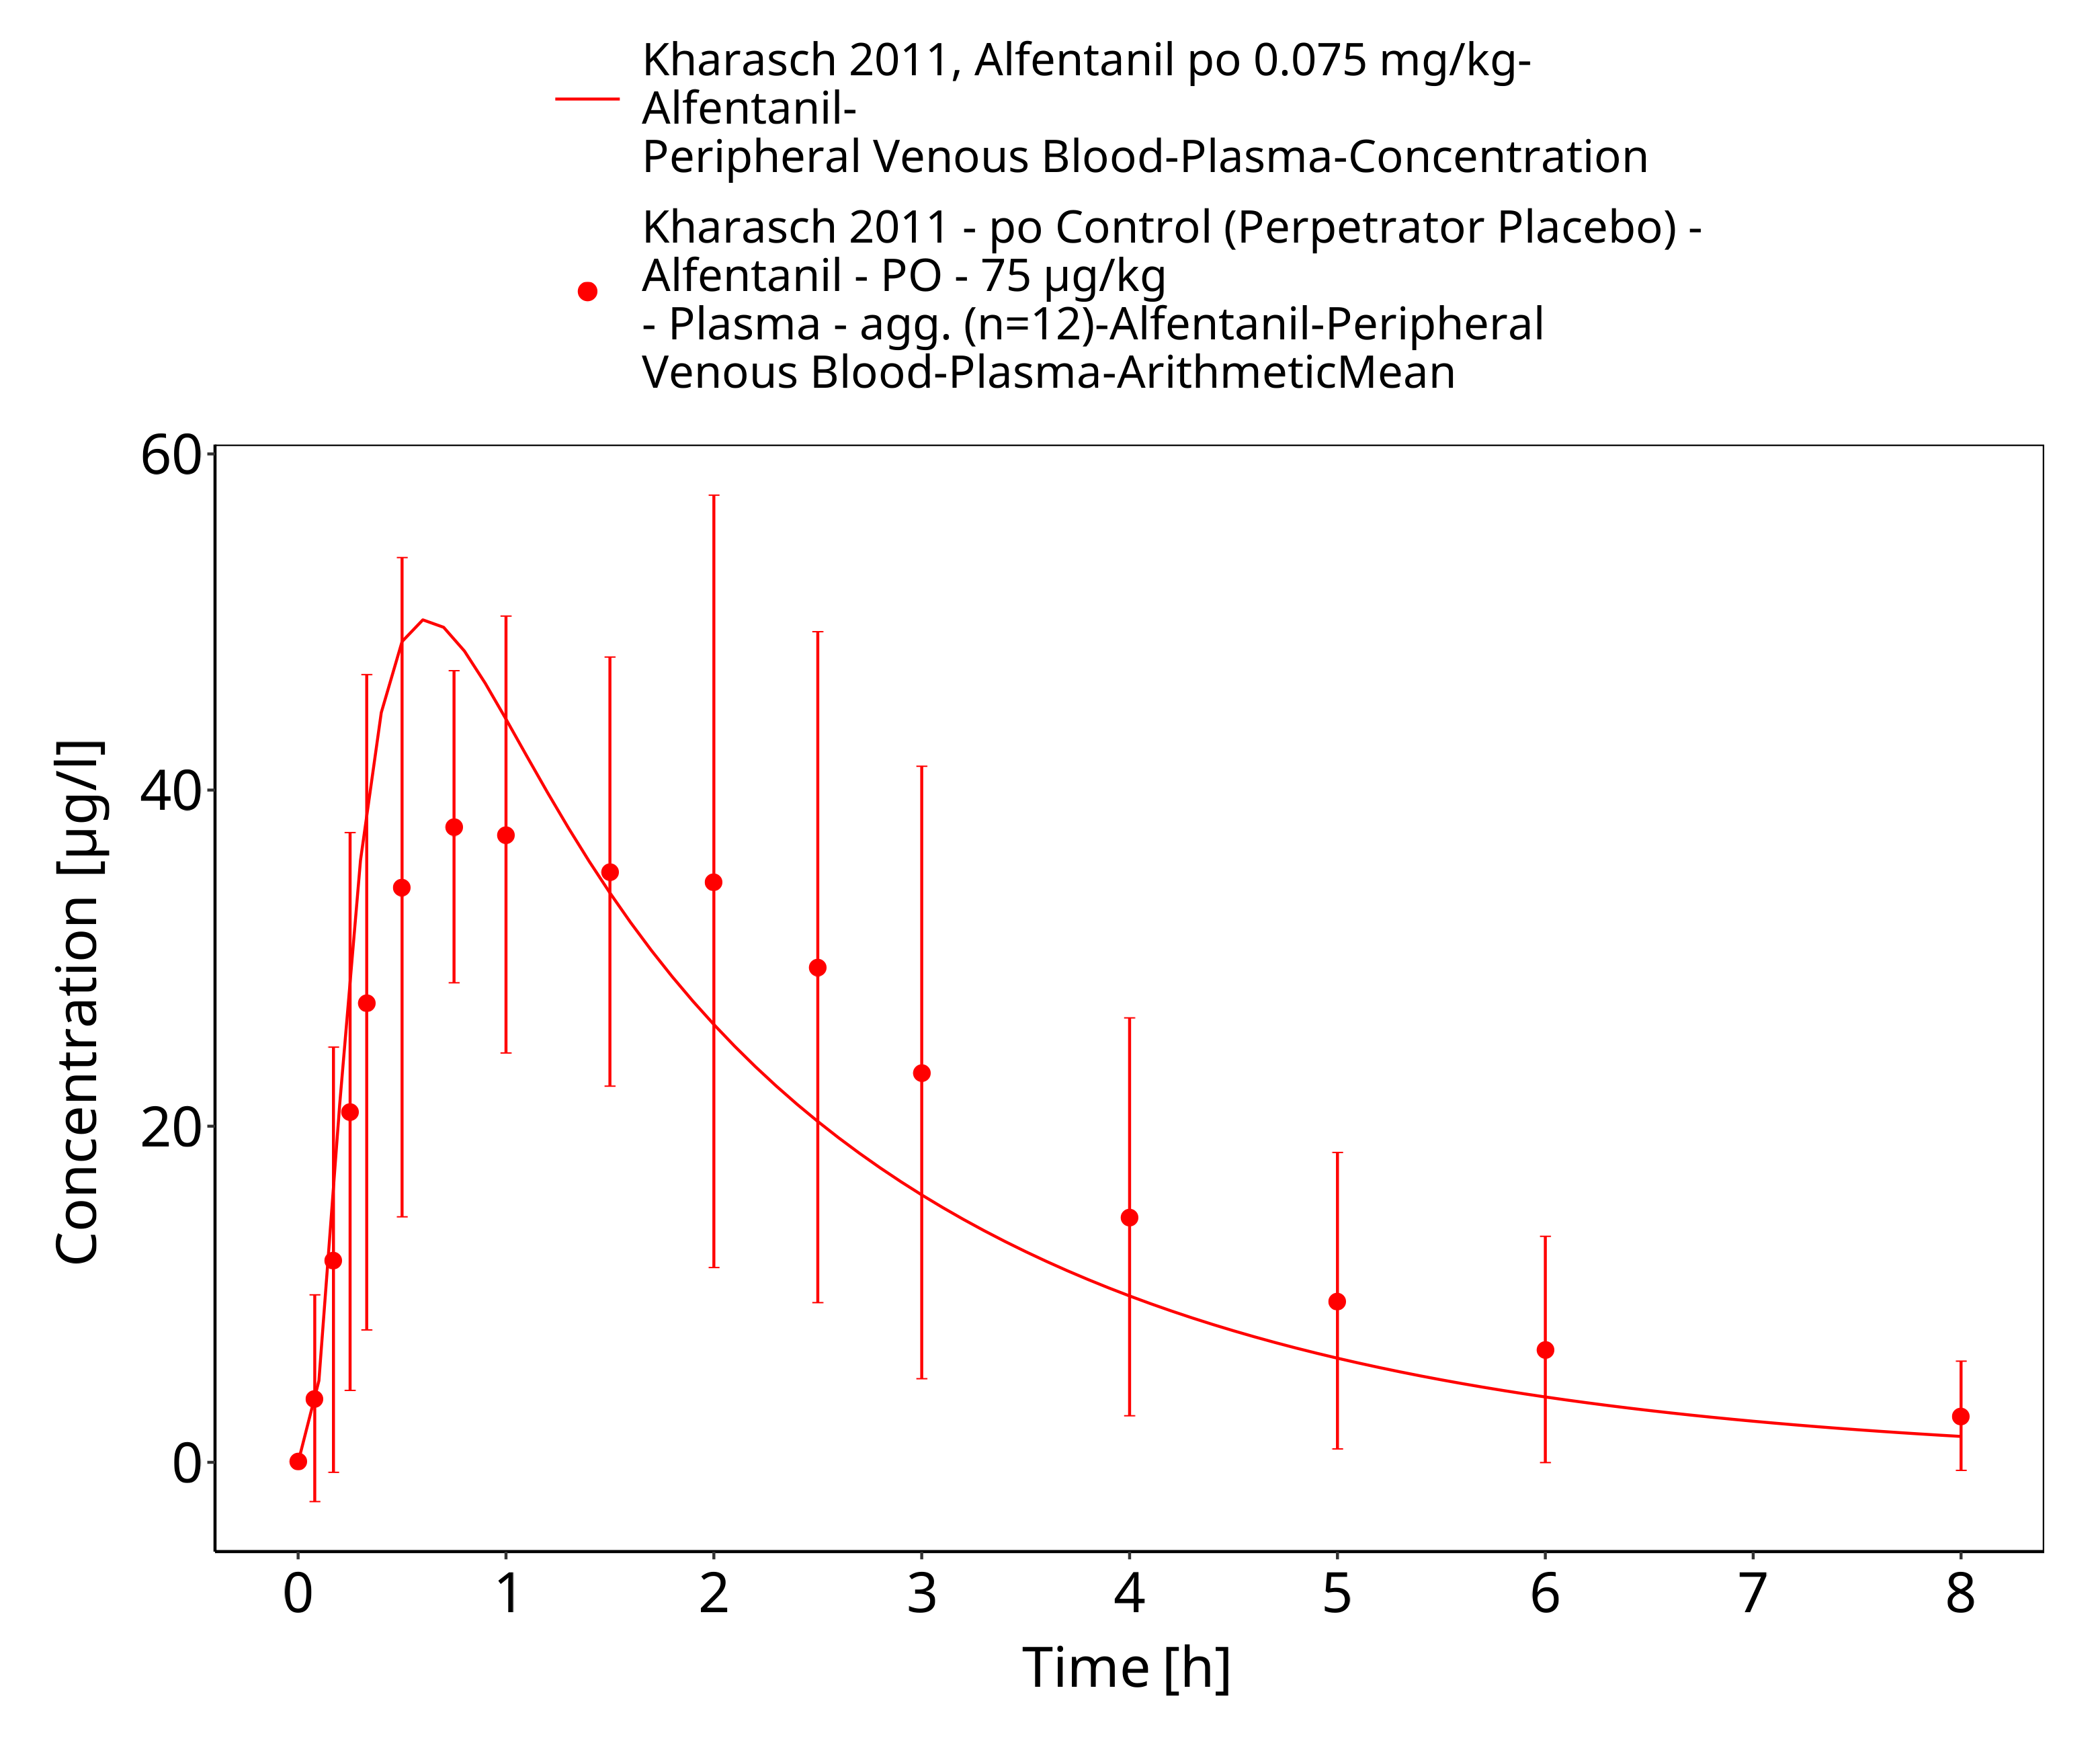 Kharasch 2011, Alfentanil po 0.075 mg/kg-
Alfentanil-
Peripheral Venous Blood-Plasma-Concentration
Kharasch 2011 - po Control (Perpetrator Placebo) -
Alfentanil - PO - 75 µg/kg
- Plasma - agg. (n=12)-Alfentanil-Peripheral
Venous Blood-Plasma-ArithmeticMean
60
40
20
0
Concentration [µg/l]
0 1 2 3 4 5 6 7 8
Time [h]